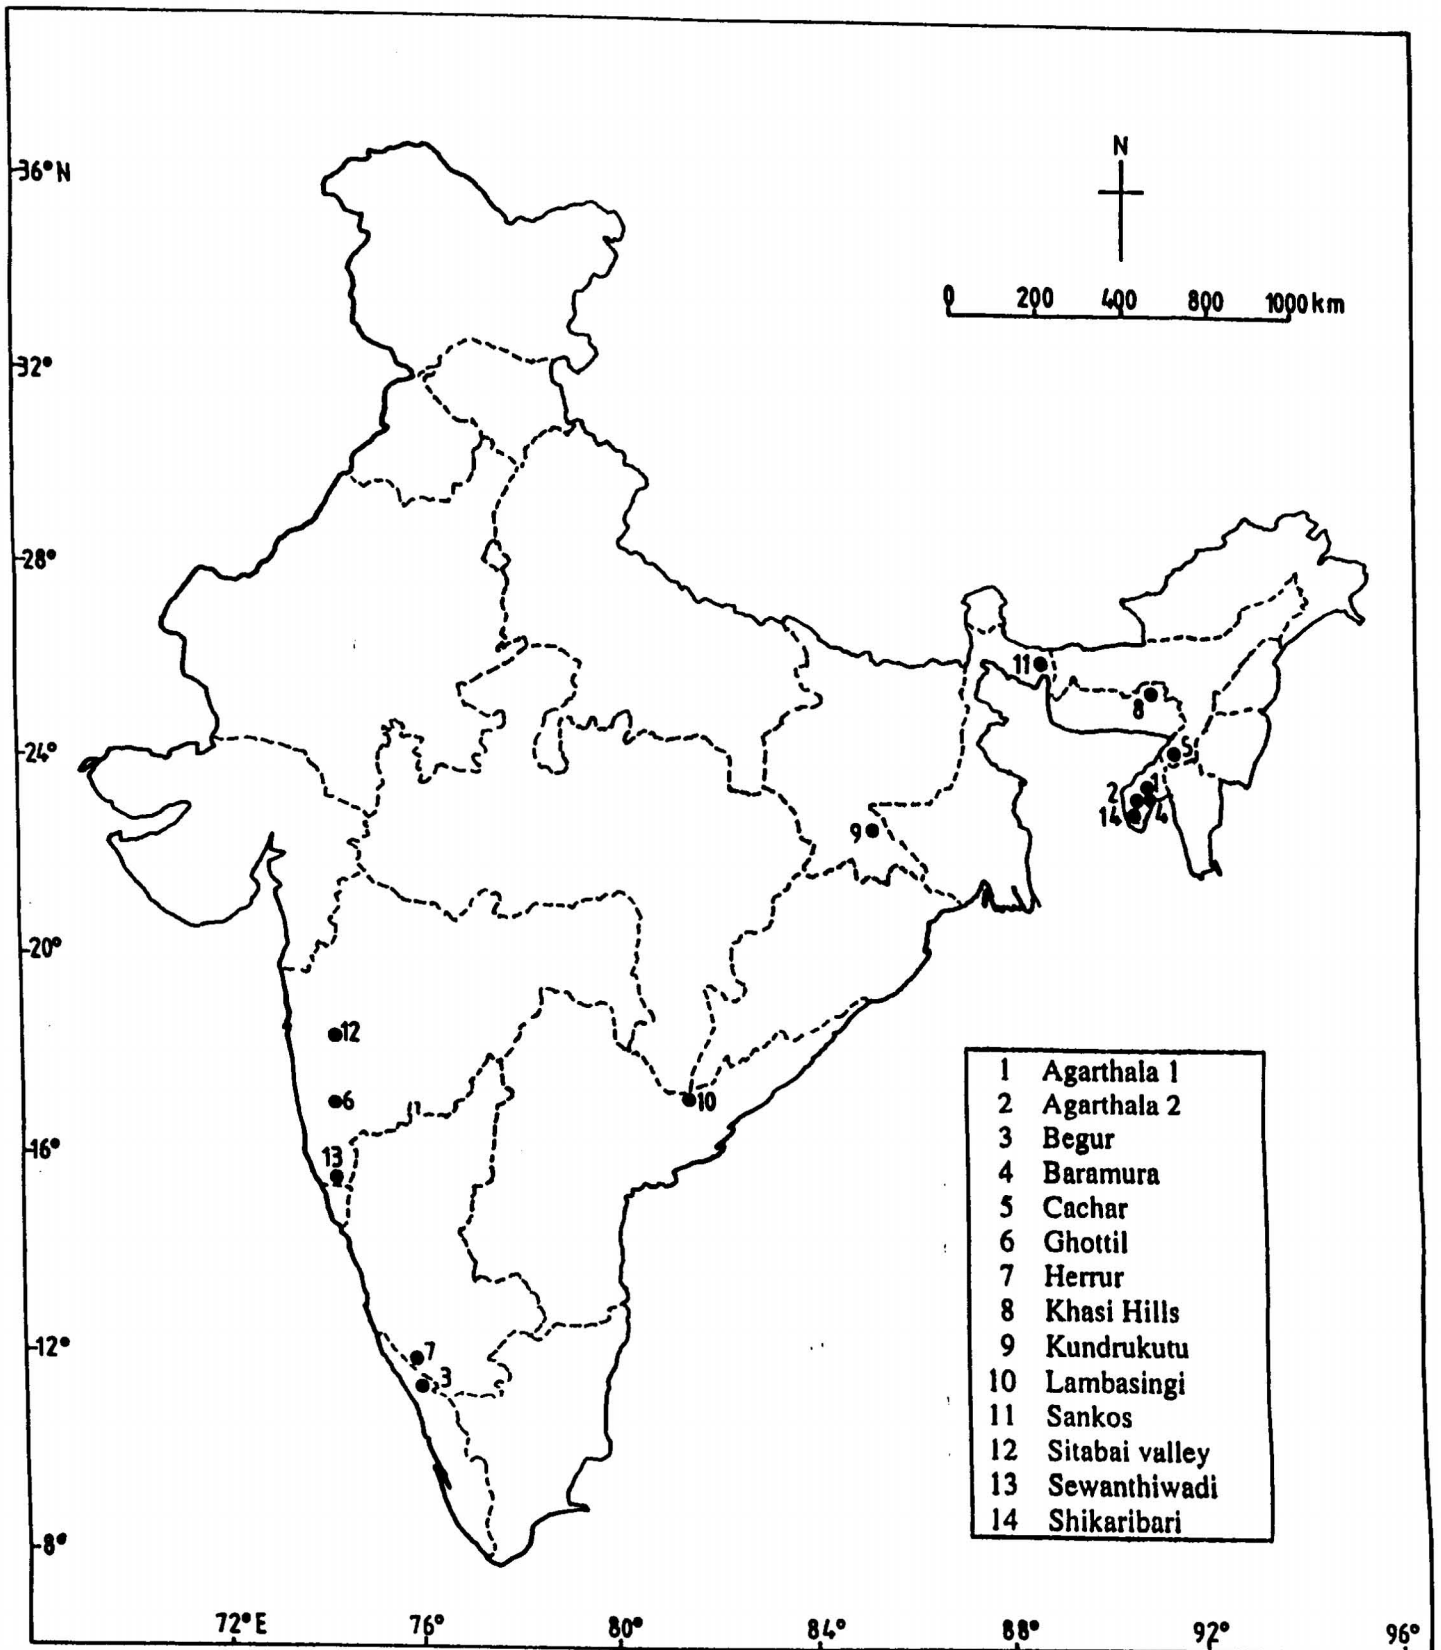 36° N
N
0 200 400 800 1000 km
32°
28°
11
8
24°
5
1
2
14 4
9
20°
12
6
10
16°
13
12°
7
3
8°
1 Agarthala 1
2 Agarthala 2
3 Begur
4 Baramura
5 Cachar
6 Ghottil
7 Herrur
8 Khasi Hills
9 Kundrukutu
10 Lambasingi
11 Sankos
12 Sitabai valley
13 Sewanthiwadi
14 Shikaribari
72° E 76° 80° 84° 88° 92° 96°